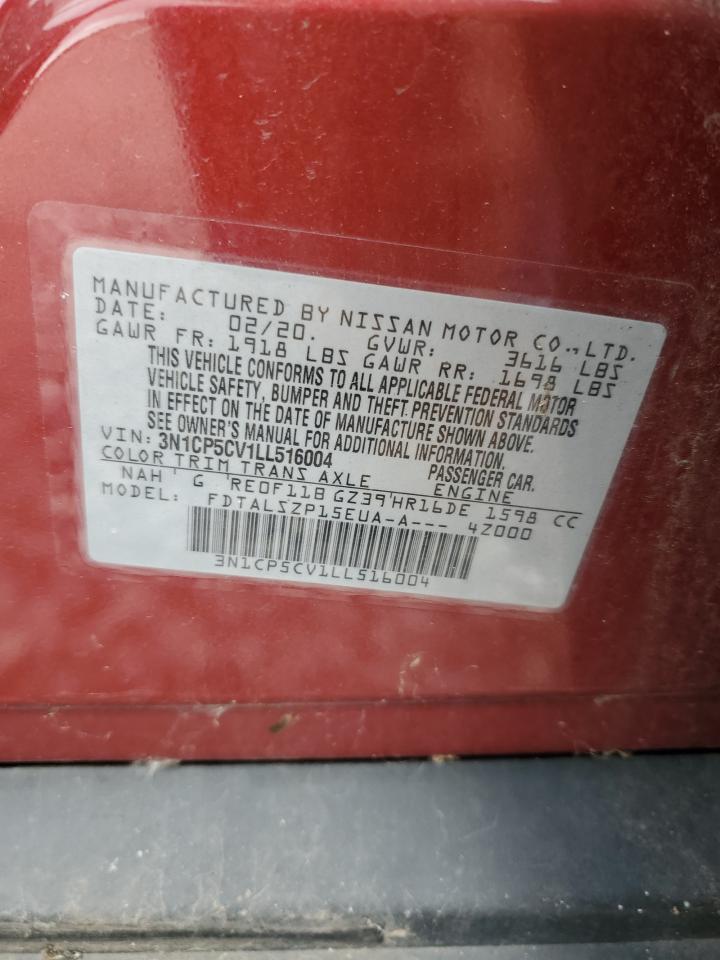 MANUFACTURED BY NISSAN MOTOR CO.,LTD.
DATE: 02/20. GVWR: 3616 LBS
GAWR FR: 1918 LBS GAWR RR: 1698 LBS
THIS VEHICLE CONFORMS TO ALL APPLICABLE FEDERAL MOTOR
VEHICLE SAFETY, BUMPER AND THEFT PREVENTION STANDARDS
IN EFFECT ON THE DATE OF MANUFACTURE SHOWN ABOVE.
SEE OWNER'S MANUAL FOR ADDITIONAL INFORMATION.
VIN: 3N1CP5CV1LL516004 PASSENGER CAR.
COLOR TRIM TRANS AXLE ENGINE
NAH G RE0F11B GZ39 HR16DE 1598 CC
MODEL: FDTALSZP15EUA-A--- 4Z000
3N1CP5CV1LL516004